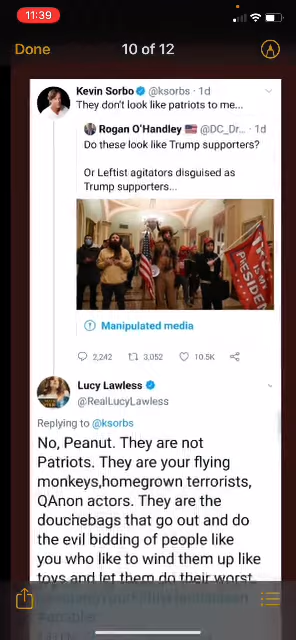 11:39
Done
10 of 12
Kevin Sorbo @ksorbs · 1d
They don't look like patriots to me...
Rogan O'Handley @DC_Dr... · 1d
Do these look like Trump supporters?
Or Leftist agitators disguised as
Trump supporters...
IS MY
PRESIDEN
Manipulated media
2,242
3,052
10.5K
Lucy Lawless
@RealLucyLawless
Replying to @ksorbs
No, Peanut. They are not
Patriots. They are your flying
monkeys,homegrown terrorists,
QAnon actors. They are the
douchebags that go out and do
the evil bidding of people like
you who like to wind them up like
toys and let them do their worst.
#enabler